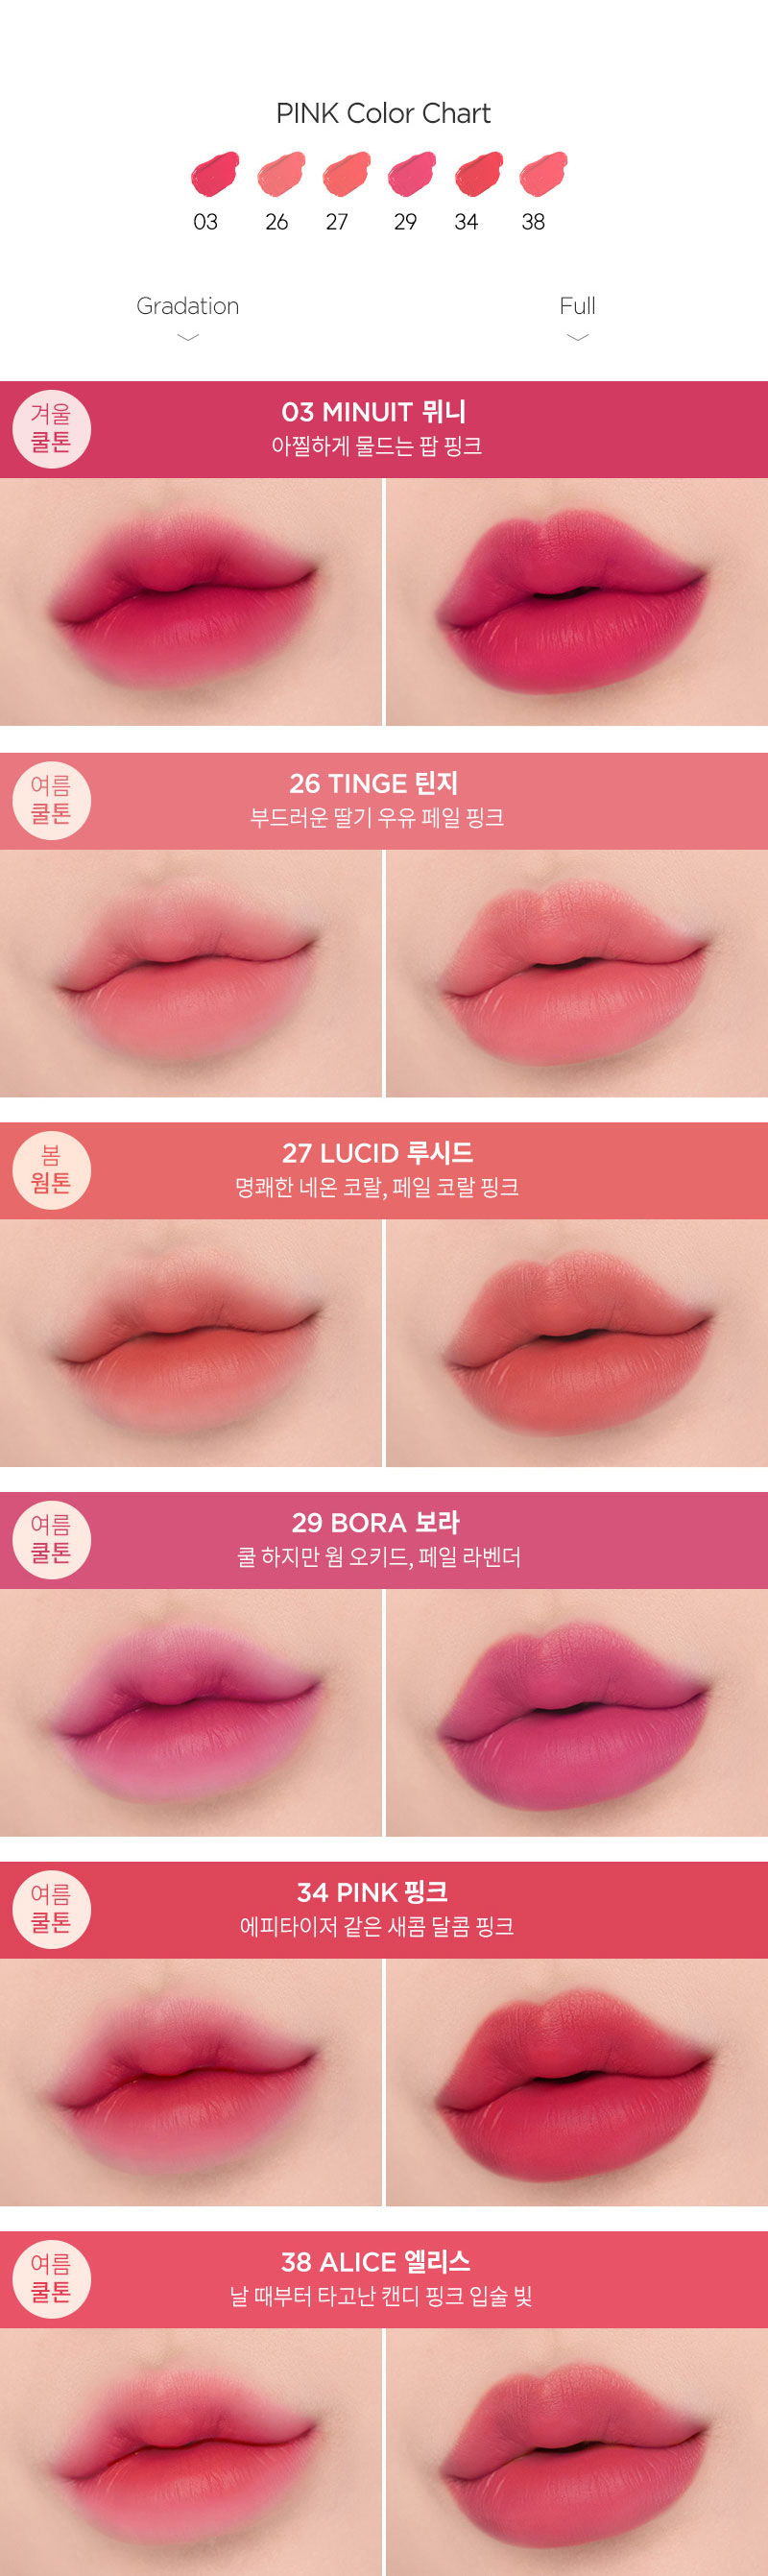 PINK Color Chart
03 26 27 29 34 38
Gradation Full
겨울
쿨톤
03 MINUIT 뮈니
아찔하게 물드는 팝 핑크
여름
쿨톤
26 TINGE 틴지
부드러운 딸기 우유 페일 핑크
봄
웜톤
27 LUCID 루시드
명쾌한 네온 코랄, 페일 코랄 핑크
여름
쿨톤
29 BORA 보라
쿨 하지만 웜 오키드, 페일 라벤더
여름
쿨톤
34 PINK 핑크
에피타이저 같은 새콤 달콤 핑크
여름
쿨톤
38 ALICE 엘리스
날 때부터 타고난 캔디 핑크 입술 빛